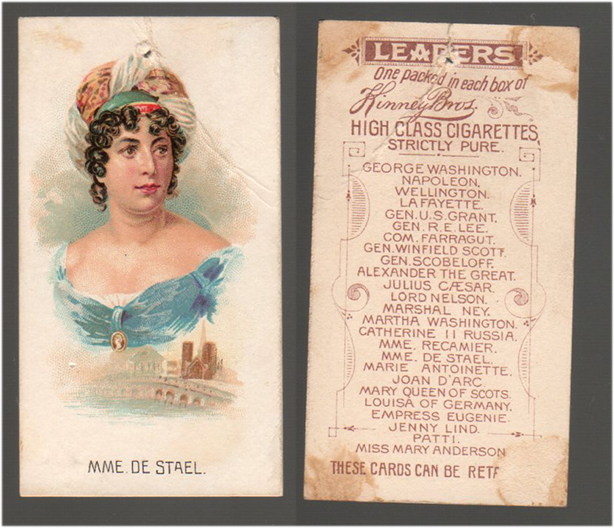 MME. DE STAEL.
LEADERS
One packed in each box of
Kinney Bros.
HIGH CLASS CIGARETTES,
STRICTLY PURE.
GEORGE WASHINGTON.
NAPOLEON,
WELLINGTON.
LA FAYETTE.
GEN. U.S. GRANT.
GEN. R.E. LEE.
COM. FARRAGUT.
GEN. WINFIELD SCOTT.
GEN. SCOBELOFF.
ALEXANDER THE GREAT.
JULIUS CÆSAR.
LORD NELSON.
MARSHAL NEY.
MARTHA WASHINGTON.
CATHERINE II RUSSIA.
MME. RECAMIER.
MME. DE STAEL.
MARIE ANTOINETTE.
JOAN D'ARC
MARY QUEEN OF SCOTS.
LOUISA OF GERMANY.
EMPRESS EUGENIE.
JENNY LIND.
PATTI.
MISS MARY ANDERSON
THESE CARDS CAN BE